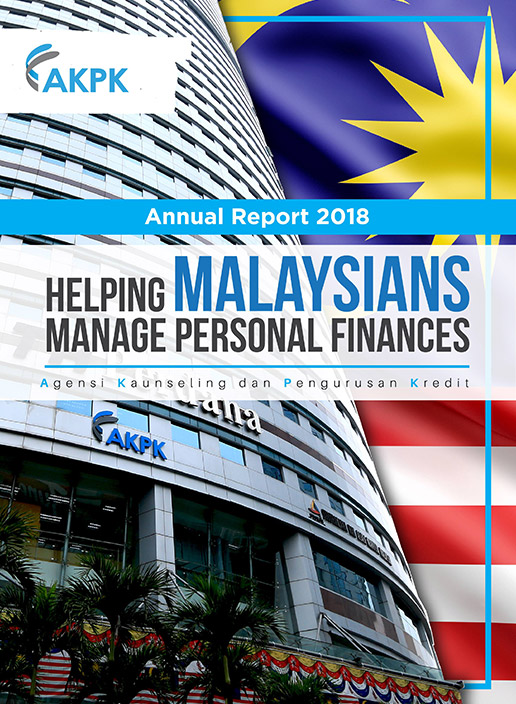 AKPK
Annual Report 2018
HELPING MALAYSIANS
MANAGE PERSONAL FINANCES
Agensi Kaunseling dan Pengurusan Kredit
AKPK